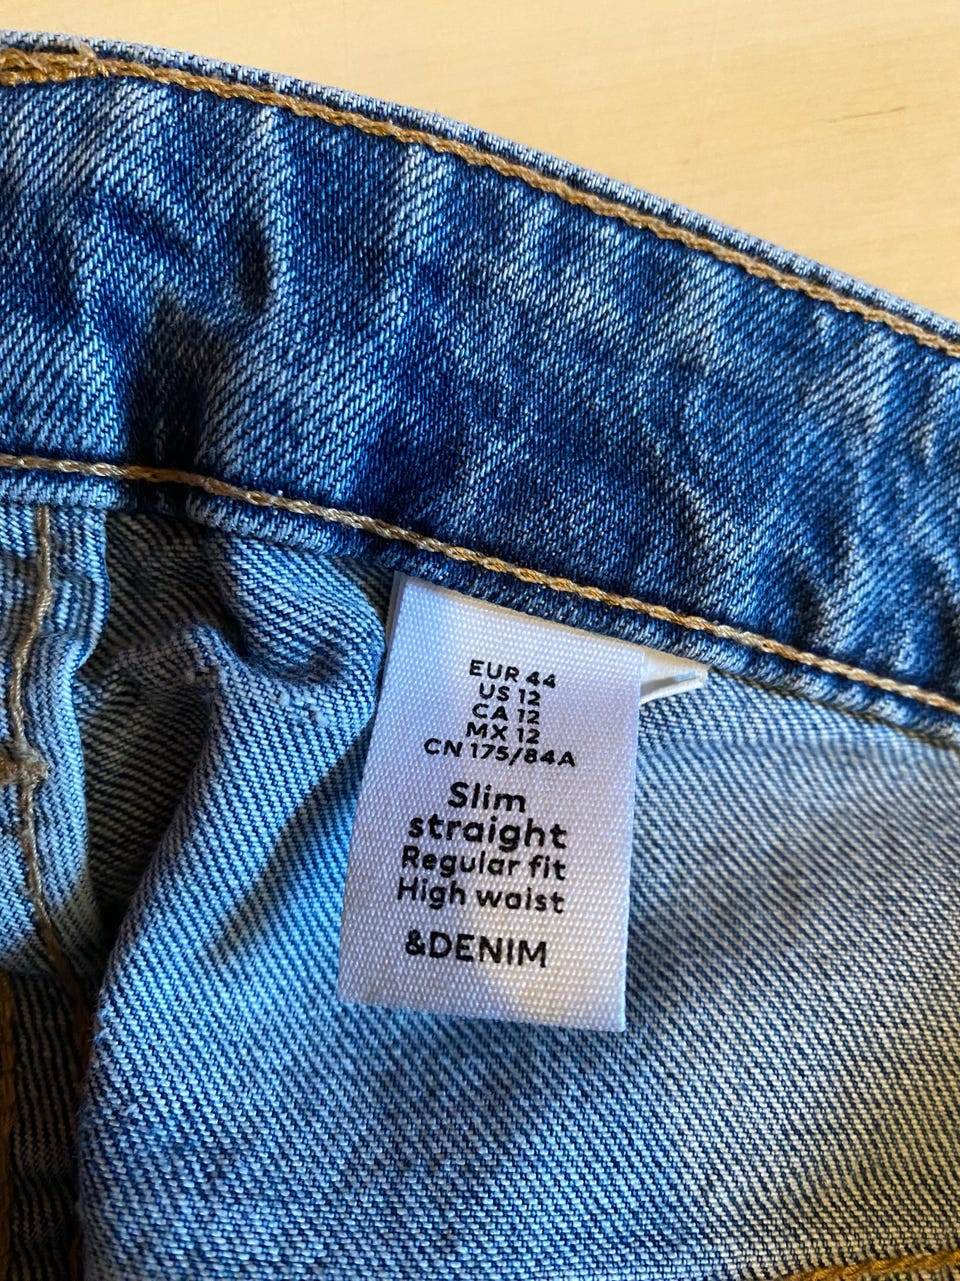 EUR 44
US 12
CA 12
MX 12
CN 175/84A
Slim
straight
Regular fit
High waist
&DENIM